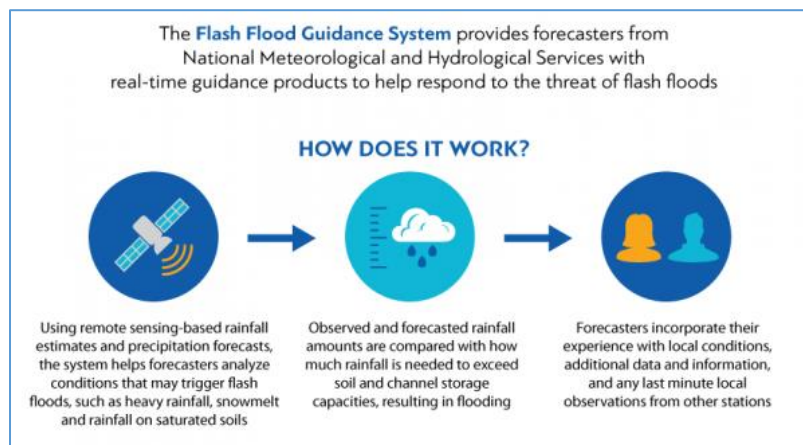 The Flash Flood Guidance System provides forecasters from
National Meteorological and Hydrological Services with
real-time guidance products to help respond to the threat of flash floods
HOW DOES IT WORK?
Using remote sensing-based rainfall
estimates and precipitation forecasts,
the system helps forecasters analyze
conditions that may trigger flash
floods, such as heavy rainfall, snowmelt
and rainfall on saturated soils
Observed and forecasted rainfall
amounts are compared with how
much rainfall is needed to exceed
soil and channel storage
capacities, resulting in flooding
Forecasters incorporate their
experience with local conditions,
additional data and information,
and any last minute local
observations from other stations